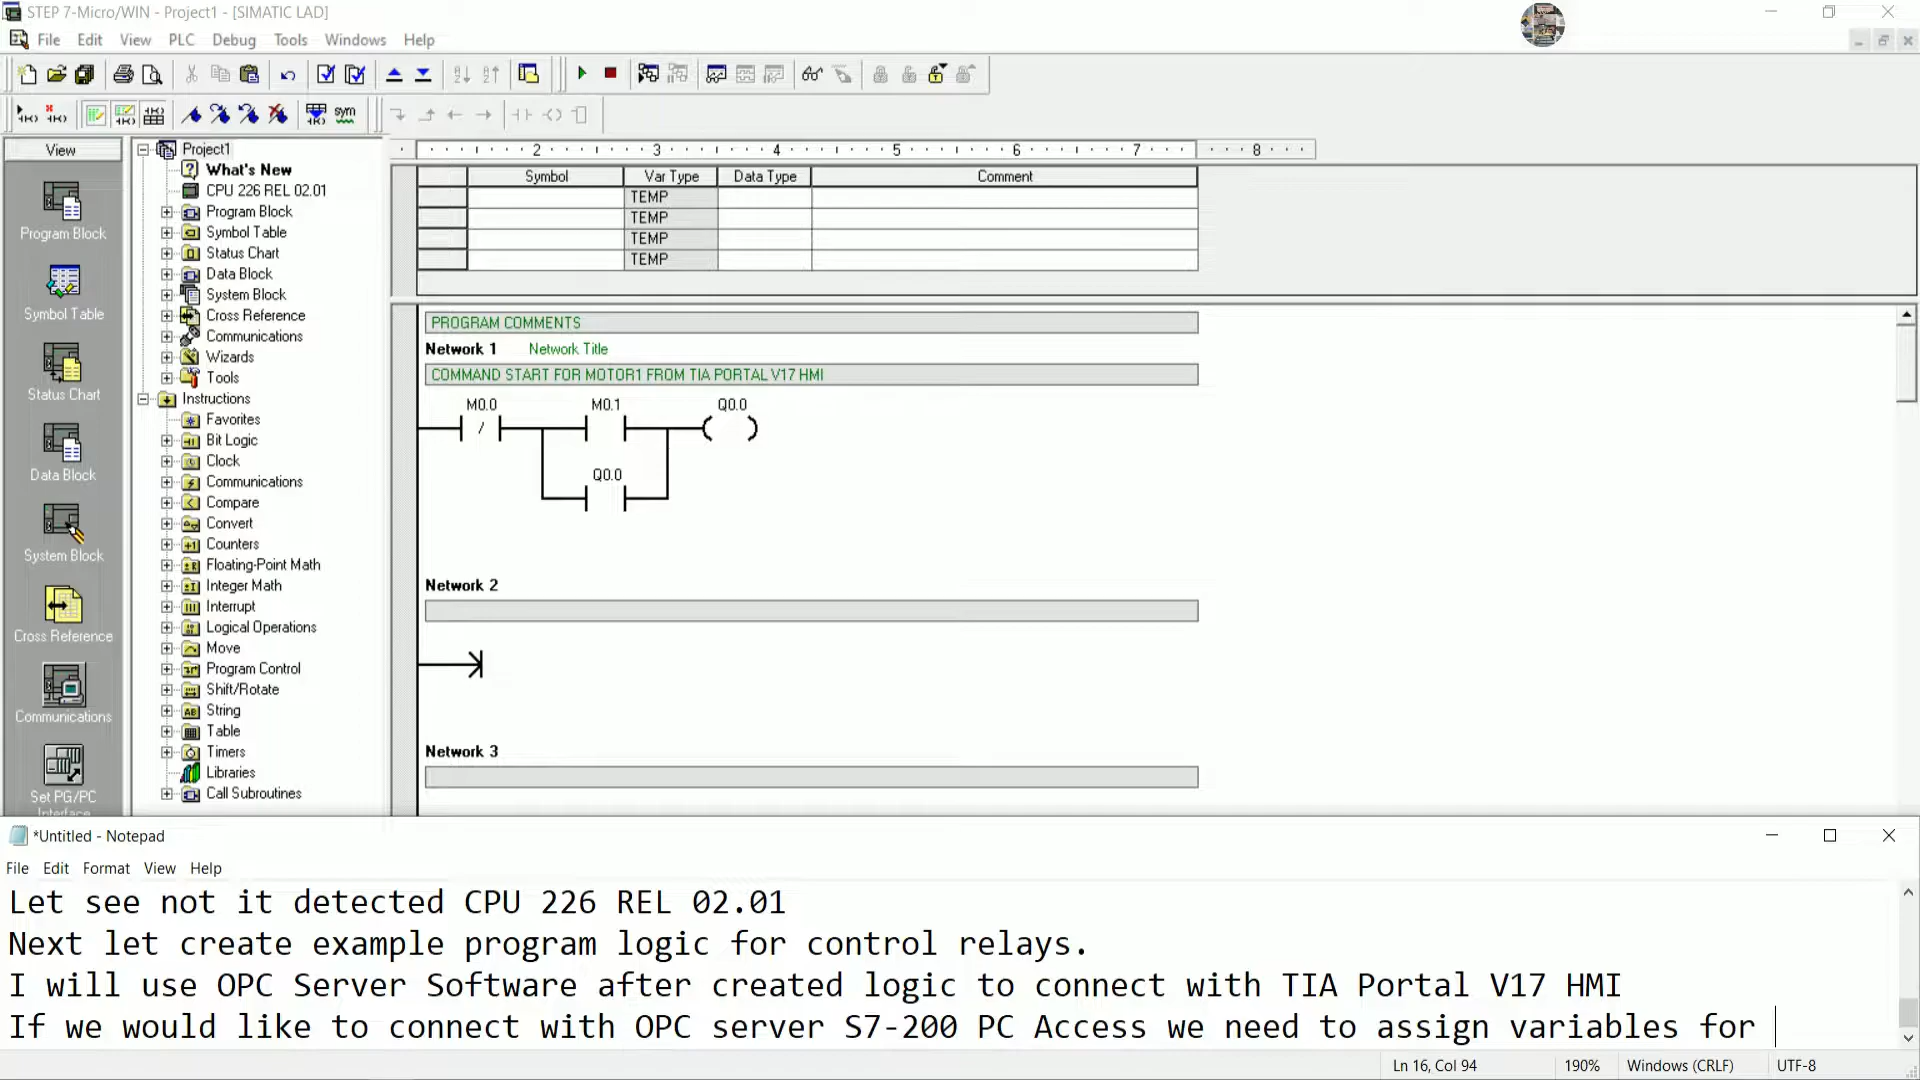 STEP 7-Micro/WIN - Project1 - [SIMATIC LAD]
File Edit View PLC Debug Tools Windows Help
sym
View
Program Block
Symbol Table
Status Chart
Data Block
System Block
Cross Reference
Communications
Set PG/PC
Interface
Project1
What's New
CPU 226 REL 02.01
Program Block
Symbol Table
Status Chart
Data Block
System Block
Cross Reference
Communications
Wizards
Tools
Instructions
Favorites
Bit Logic
Clock
Communications
Compare
Convert
Counters
Floating-Point Math
Integer Math
Interrupt
Logical Operations
Move
Program Control
Shift/Rotate
String
Table
Timers
Libraries
Call Subroutines
2 3 4 5 6 7 8
Symbol Var Type Data Type Comment
TEMP
TEMP
TEMP
TEMP
PROGRAM COMMENTS
Network 1 Network Title
COMMAND START FOR MOTOR1 FROM TIA PORTAL V17 HMI
M0.0 M0.1 Q0.0
Q0.0
Network 2
Network 3
*Untitled - Notepad
File Edit Format View Help
Let see not it detected CPU 226 REL 02.01
Next let create example program logic for control relays.
I will use OPC Server Software after created logic to connect with TIA Portal V17 HMI
If we would like to connect with OPC server S7-200 PC Access we need to assign variables for
Ln 16, Col 94 190% Windows (CRLF) UTF-8